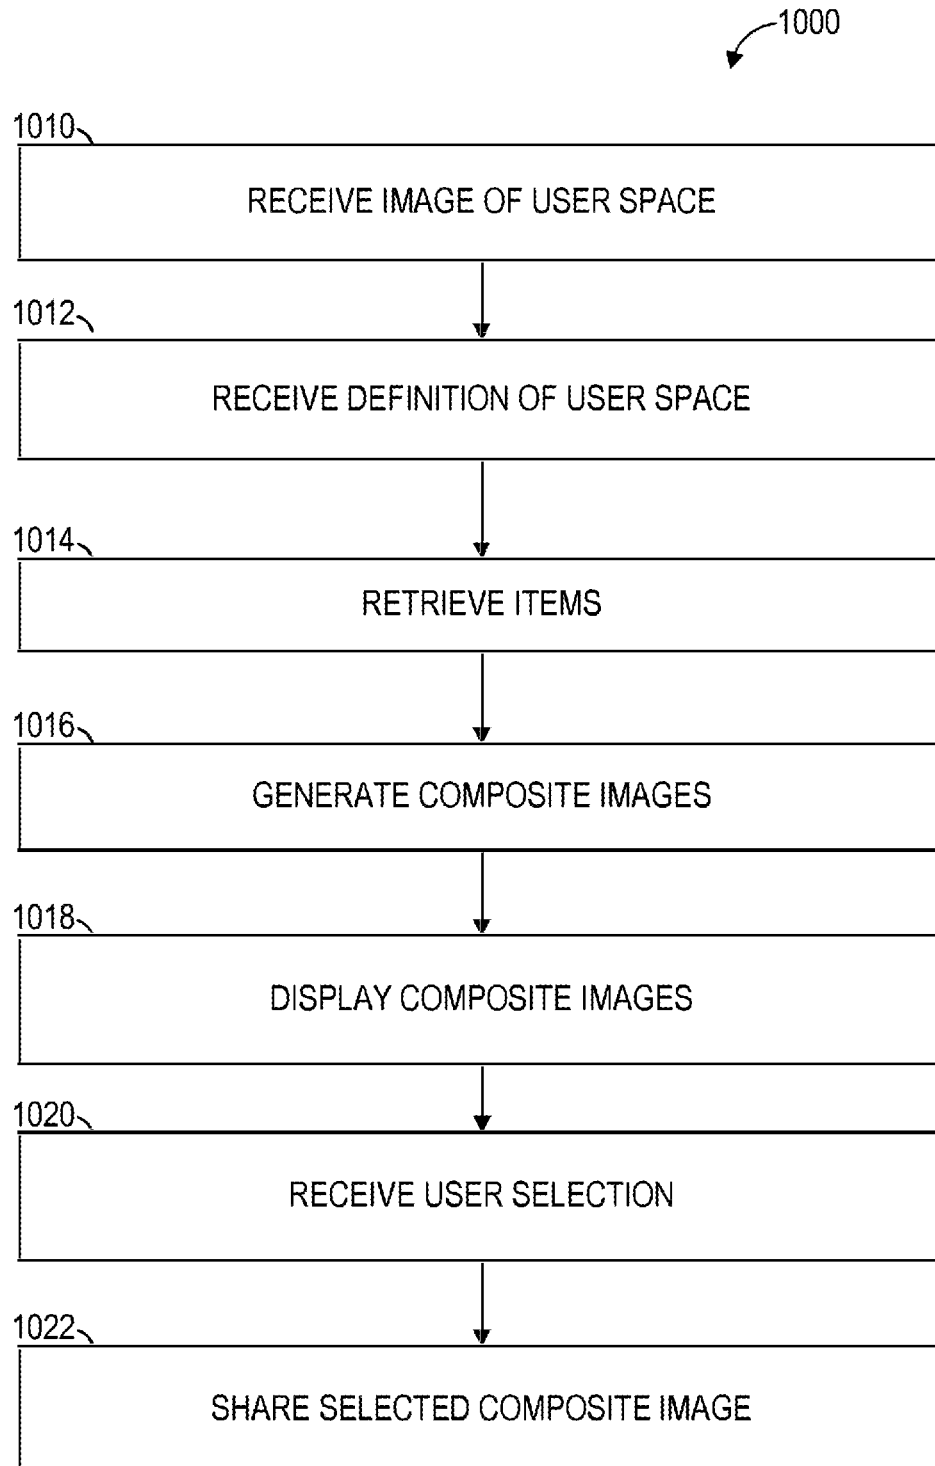 1000
1010
RECEIVE IMAGE OF USER SPACE
1012
RECEIVE DEFINITION OF USER SPACE
1014
RETRIEVE ITEMS
1016
GENERATE COMPOSITE IMAGES
1018
DISPLAY COMPOSITE IMAGES
1020
RECEIVE USER SELECTION
1022
SHARE SELECTED COMPOSITE IMAGE